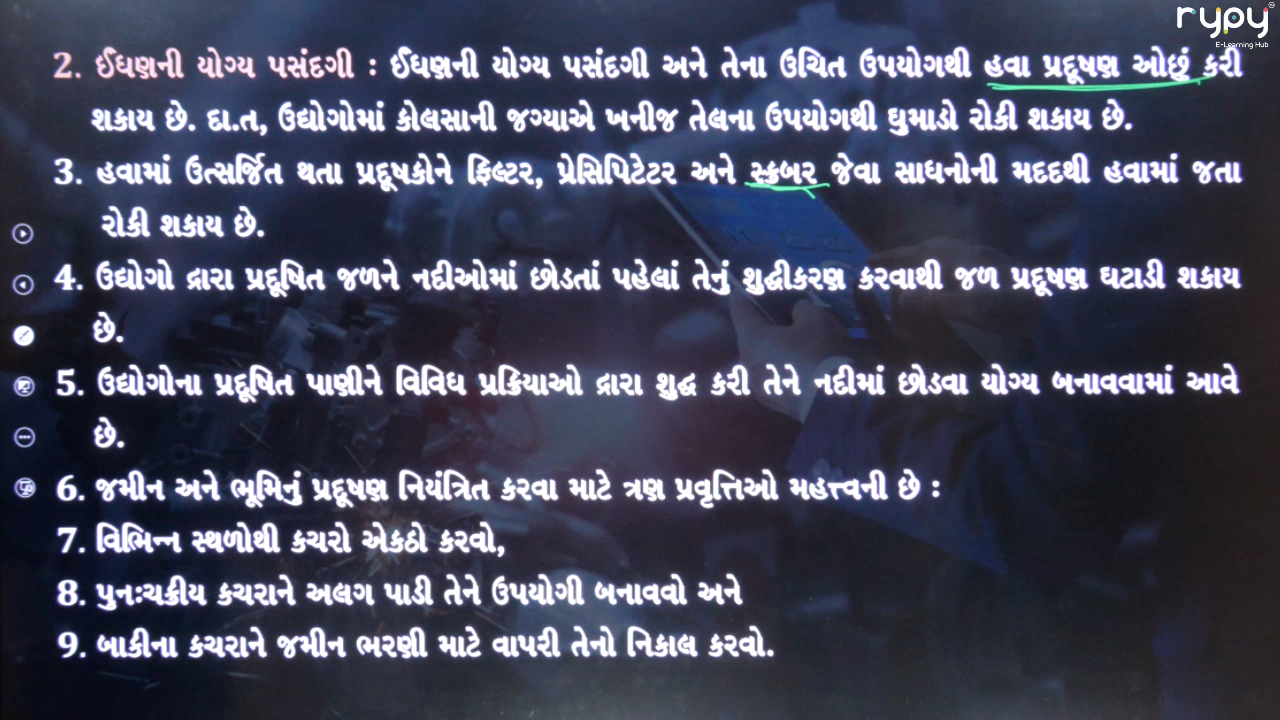 rypy
E-Learning Hub
2. ઈંધણની યોગ્ય પસંદગી : ઈંધણની યોગ્ય પસંદગી અને તેના ઉચિત ઉપયોગથી હવા પ્રદૂષણ ઓછું કરી
શકાય છે. દા.ત, ઉદ્યોગોમાં કોલસાની જગ્યાએ ખનીજ તેલના ઉપયોગથી ધુમાડો રોકી શકાય છે.
3. હવામાં ઉત્સર્જિત થતા પ્રદૂષકોને ફિલ્ટર, પ્રેસિપિટેટર અને સ્ક્રબર જેવા સાધનોની મદદથી હવામાં જતા
રોકી શકાય છે.
4. ઉદ્યોગો દ્વારા પ્રદૂષિત જળને નદીઓમાં છોડતાં પહેલાં તેનું શુદ્ધીકરણ કરવાથી જળ પ્રદૂષણ ઘટાડી શકાય
છે.
5. ઉદ્યોગોના પ્રદૂષિત પાણીને વિવિધ પ્રક્રિયાઓ દ્વારા શુદ્ધ કરી તેને નદીમાં છોડવા યોગ્ય બનાવવામાં આવે
છે.
6. જમીન અને ભૂમિનું પ્રદૂષણ નિયંત્રિત કરવા માટે ત્રણ પ્રવૃત્તિઓ મહત્ત્વની છે :
7. વિભિન્ન સ્થળોથી કચરો એકઠો કરવો,
8. પુનઃચક્રીય કચરાને અલગ પાડી તેને ઉપયોગી બનાવવો અને
9. બાકીના કચરાને જમીન ભરણી માટે વાપરી તેનો નિકાલ કરવો.